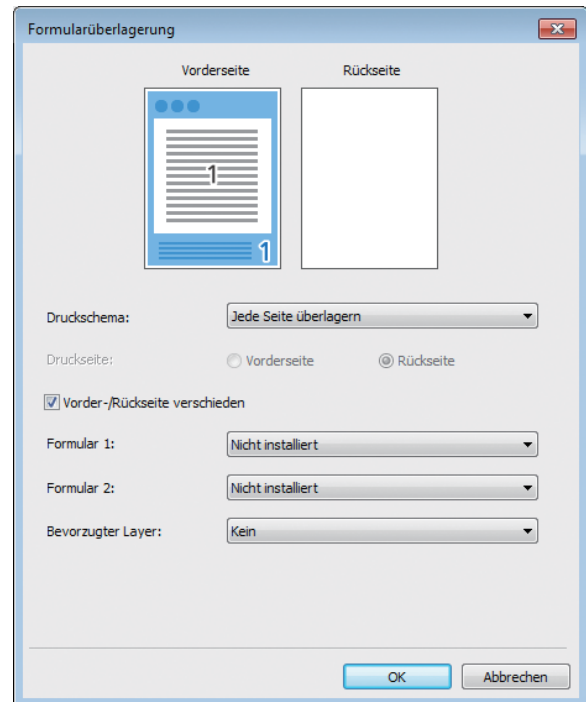 Formularüberlagerung
Vorderseite Rückseite
1
1
Druckschema: Jede Seite überlagern
Druckseite: Vorderseite Rückseite
Vorder-/Rückseite verschieden
Formular 1: Nicht installiert
Formular 2: Nicht installiert
Bevorzugter Layer: Kein
OK Abbrechen